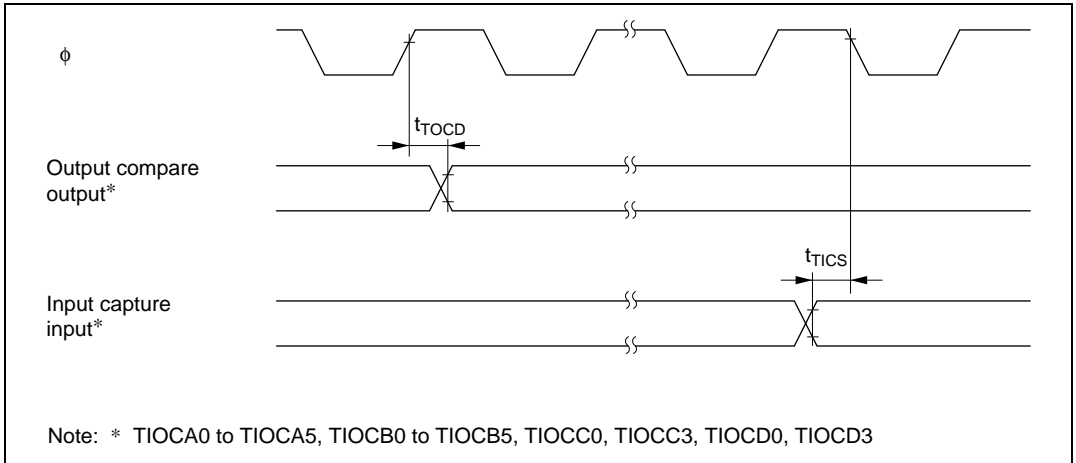 ϕ
tTOCD
Output compare
output*
tTICS
Input capture
input*
Note: * TIOCA0 to TIOCA5, TIOCB0 to TIOCB5, TIOCC0, TIOCC3, TIOCD0, TIOCD3